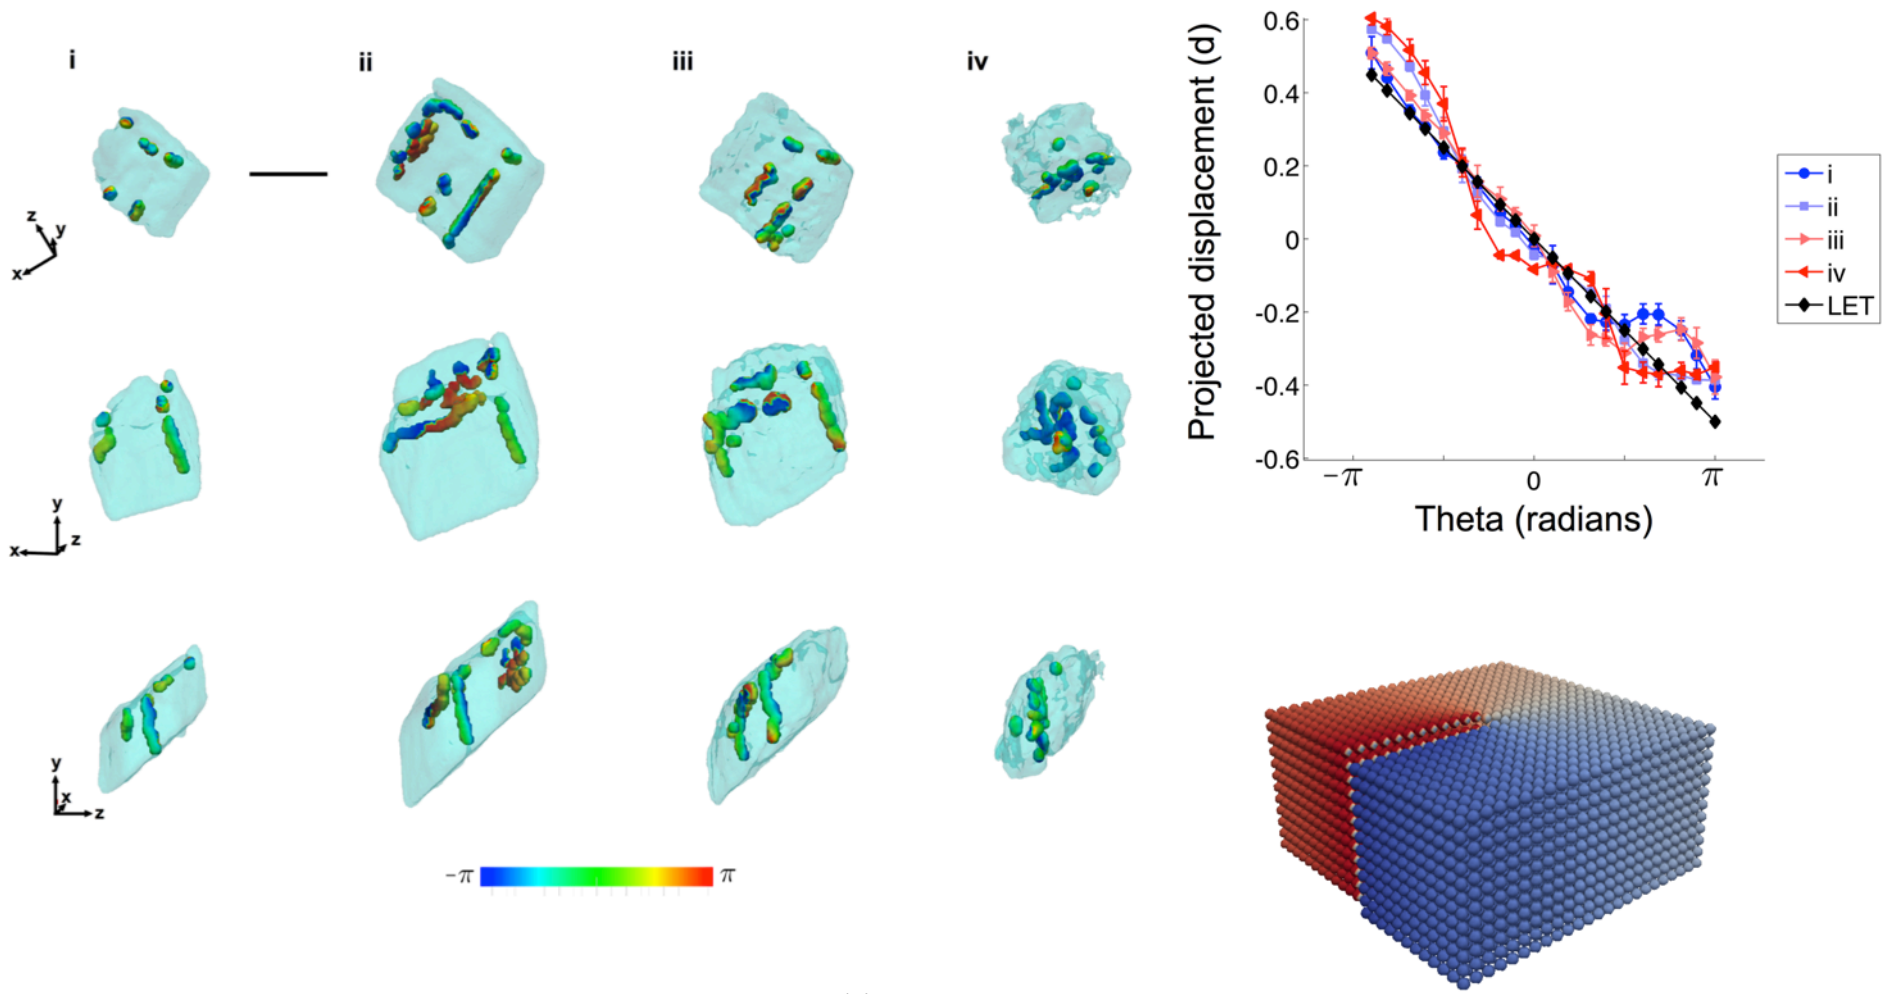 i
ii
iii
iv
z
y
x
y
z
x
y
x
z
−π
π
Projected displacement (d)
0.6
0.4
0.2
0
-0.2
-0.4
-0.6
−π
0
π
Theta (radians)
i
ii
iii
iv
LET